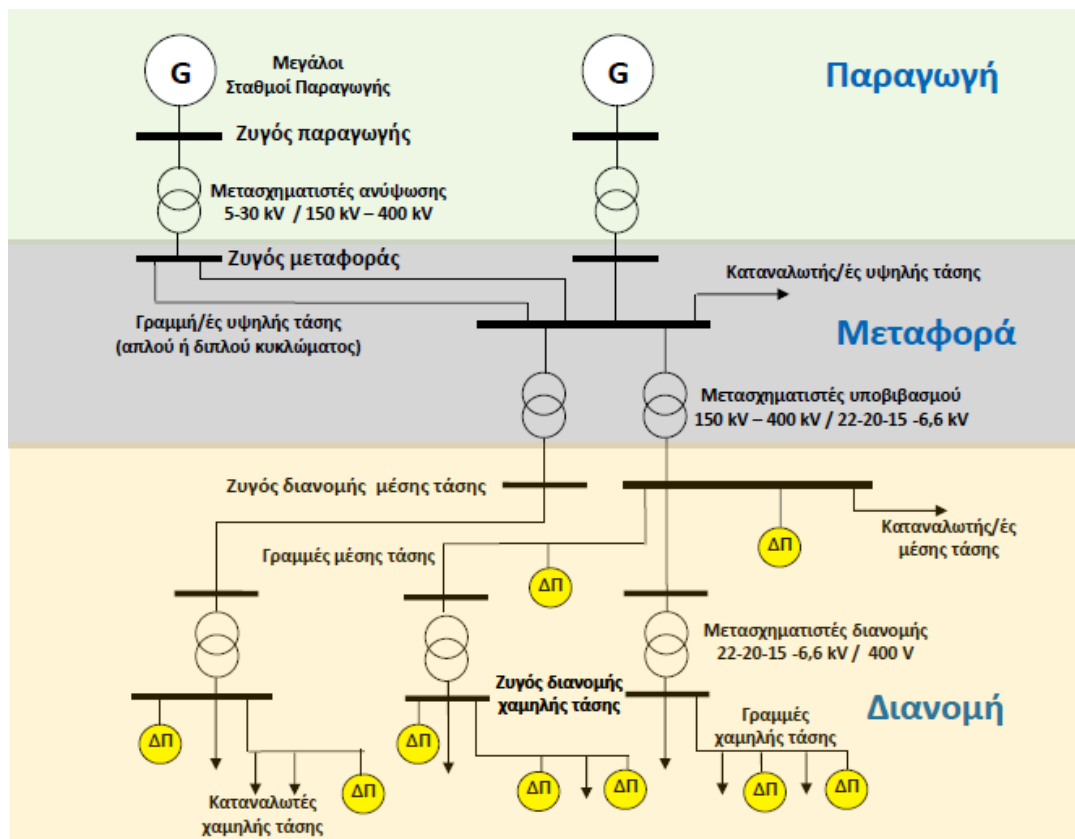 G
Μεγάλοι
Σταθμοί Παραγωγής
G
Παραγωγή
Ζυγός παραγωγής
Μετασχηματιστές ανύψωσης
5-30 kV / 150 kV – 400 kV
Ζυγός μεταφοράς
Καταναλωτής/ές υψηλής τάσης
Γραμμή/ές υψηλής τάσης
(απλού ή διπλού κυκλώματος)
Μεταφορά
Μετασχηματιστές υποβιβασμού
150 kV – 400 kV / 22-20-15 -6,6 kV
Ζυγός διανομής μέσης τάσης
Καταναλωτής/ές
μέσης τάσης
ΔΠ
Γραμμές μέσης τάσης
ΔΠ
Μετασχηματιστές διανομής
22-20-15 -6,6 kV / 400 V
Ζυγός διανομής
χαμηλής τάσης
Διανομή
Γραμμές
χαμηλής τάσης
ΔΠ
ΔΠ
ΔΠ
ΔΠ
ΔΠ
ΔΠ
ΔΠ
Καταναλωτές
χαμηλής τάσης